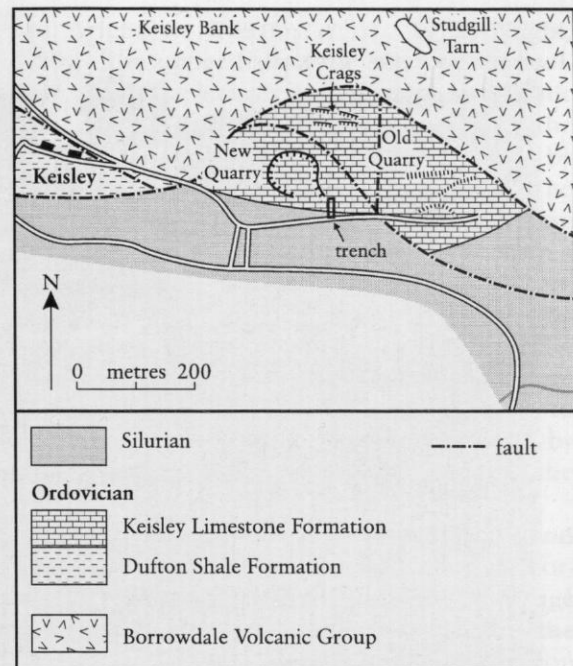 Keisley Bank
Studgill
Tarn
Keisley
Crags
New
Quarry
Old
Quarry
Keisley
trench
N
0 metres 200
Silurian
fault
Ordovician
Keisley Limestone Formation
Dufton Shale Formation
Borrowdale Volcanic Group